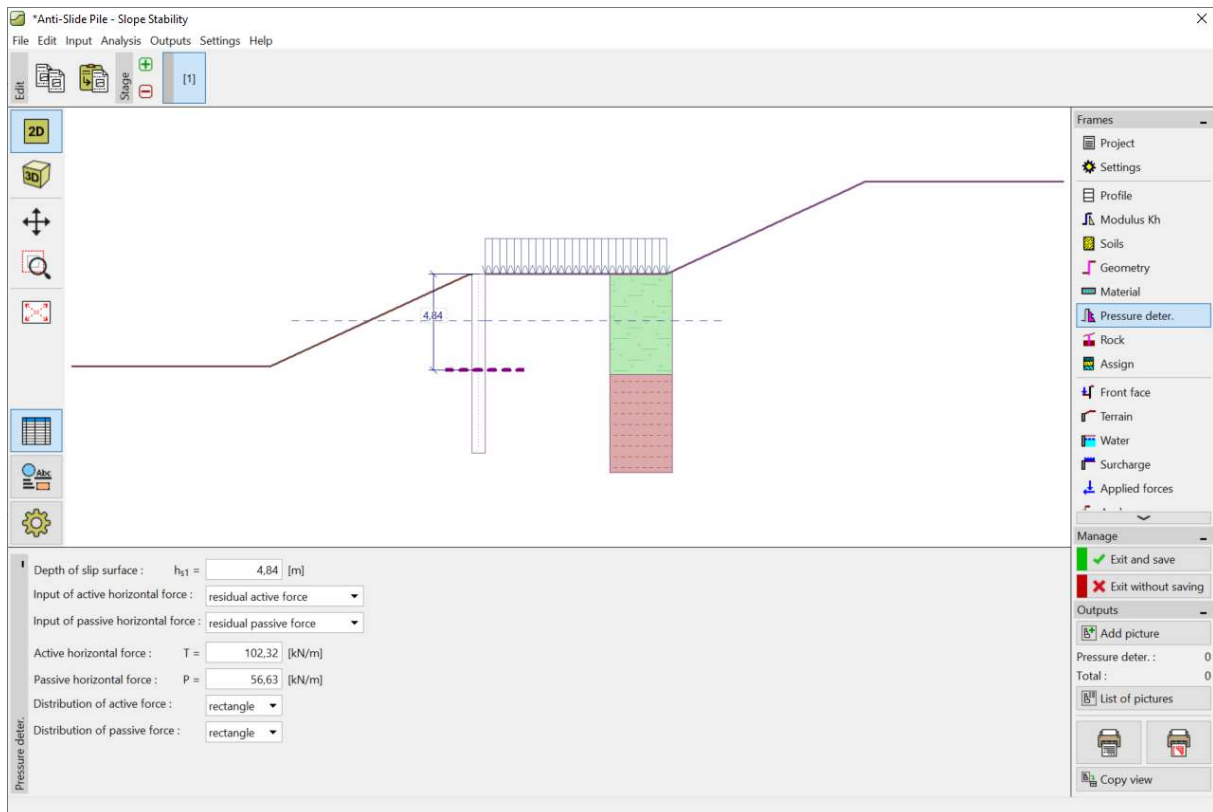 *Anti-Slide Pile - Slope Stability
File Edit Input Analysis Outputs Settings Help
Edit
Stage
[1]
2D
3D
Abc
4,84
Frames
Project
Settings
Profile
Modulus Kh
Soils
Geometry
Material
Pressure deter.
Rock
Assign
Front face
Terrain
Water
Surcharge
Applied forces
Manage
Exit and save
Exit without saving
Outputs
Add picture
Pressure deter. : 0
Total : 0
List of pictures
Copy view
Pressure deter.
Depth of slip surface : hs1 = 4,84 [m]
Input of active horizontal force : residual active force
Input of passive horizontal force : residual passive force
Active horizontal force : T = 102,32 [kN/m]
Passive horizontal force : P = 56,63 [kN/m]
Distribution of active force : rectangle
Distribution of passive force : rectangle